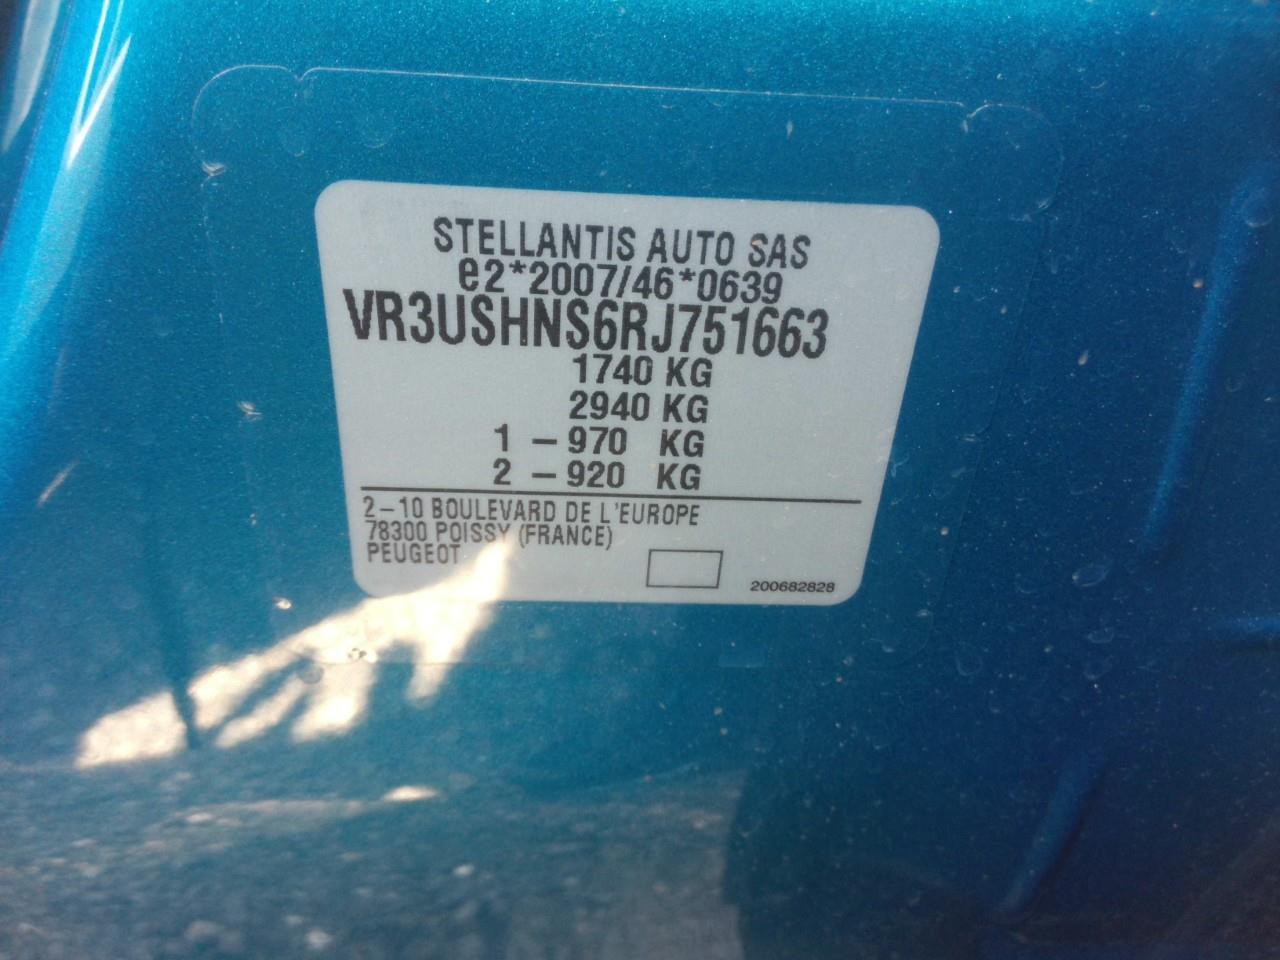 STELLANTIS AUTO SAS
e2*2007/46*0639
VR3USHNS6RJ751663
1740 KG
2940 KG
1 – 970 KG
2 – 920 KG
2–10 BOULEVARD DE L'EUROPE
78300 POISSY (FRANCE)
PEUGEOT
200682828